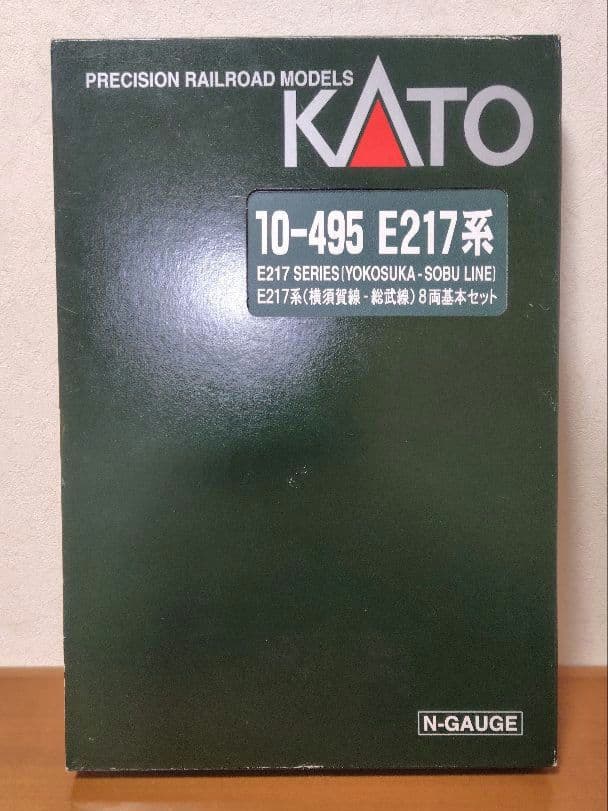 PRECISION RAILROAD MODELS
KATO
10-495 E217系
E217 SERIES(YOKOSUKA-SOBU LINE)
E217系(横須賀線-総武線)8両基本セット
N-GAUGE